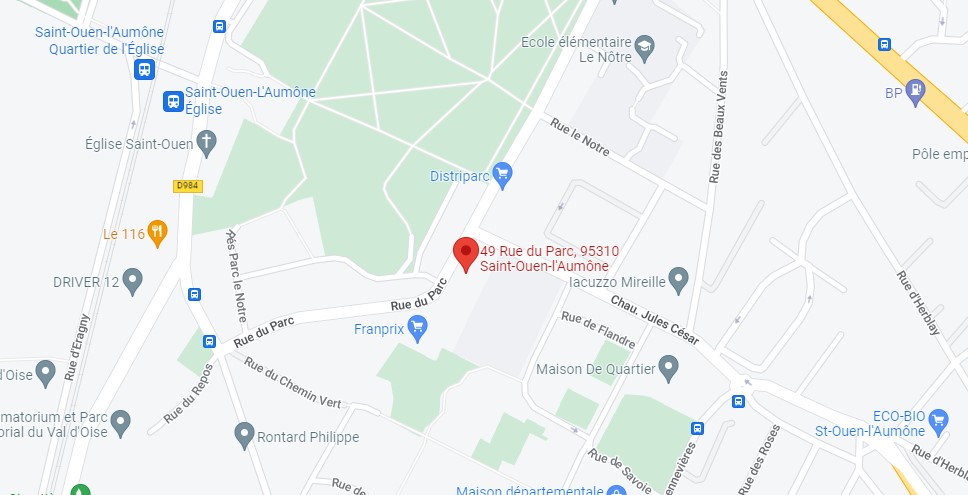 Saint-Ouen-l'Aumône
Quartier de l'Église
Saint-Ouen-L'Aumône
Église
Ecole élémentaire
Le Nôtre
BP
Rue des Beaux Vents
Rue le Notre
Église Saint-Ouen
Pôle emp
Distriparc
D984
Le 116
Rés Parc le Notre
49 Rue du Parc, 95310
Saint-Ouen-l'Aumône
DRIVER 12
Iacuzzo Mireille
Rue d'Herblay
Rue du Parc
Chau. Jules César
Rue d'Eragny
Rue du Parc
Franprix
Rue de Flandre
d'Oise
Rue du Repos
Rue du Chemin Vert
Maison De Quartier
matorium et Parc
orial du Val d'Oise
Rontard Philippe
ECO-BIO
St-Ouen-l'Aumône
Rue des Roses
ennevières
Rue d'Herbl
Rue de Savoie
Rue de
Maison départementale